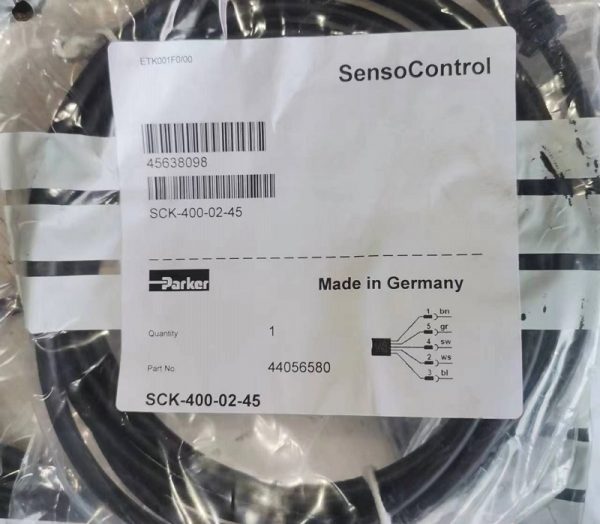 ETK001F0/00
SensoControl
45638098
SCK-400-02-45
Parker
Made in Germany
Quantity 1
Part No. 44056580
SCK-400-02-45
1 bn
5 gr
4 sw
2 ws
3 bl